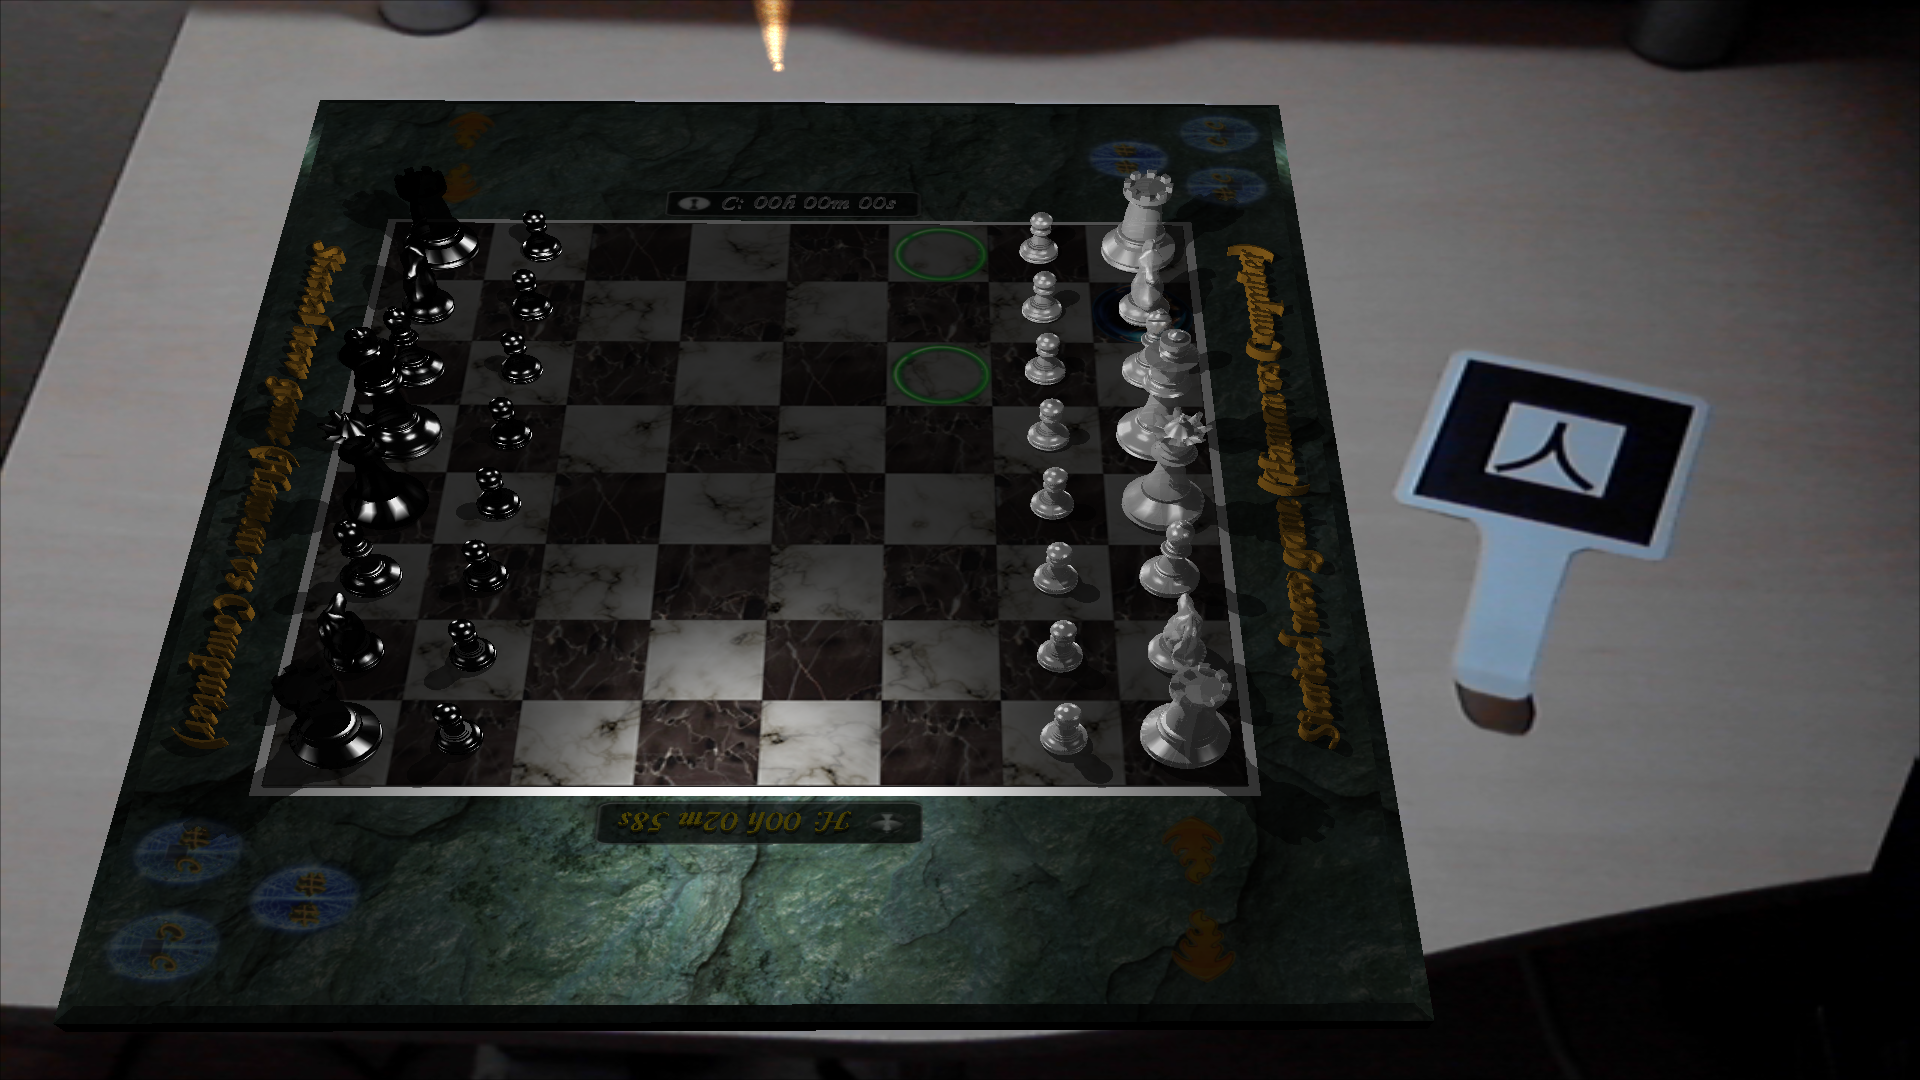 C: 00h 00m 00s
Started new game (Human vs Computer)
Started new game (Human vs Computer)
H: 00h 02m 58s
C C
H H
H C
H C
H H
C C
人